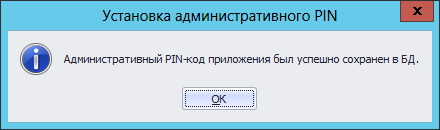 Установка административного PIN
x
Административный PIN-код приложения был успешно сохранен в БД.
OK